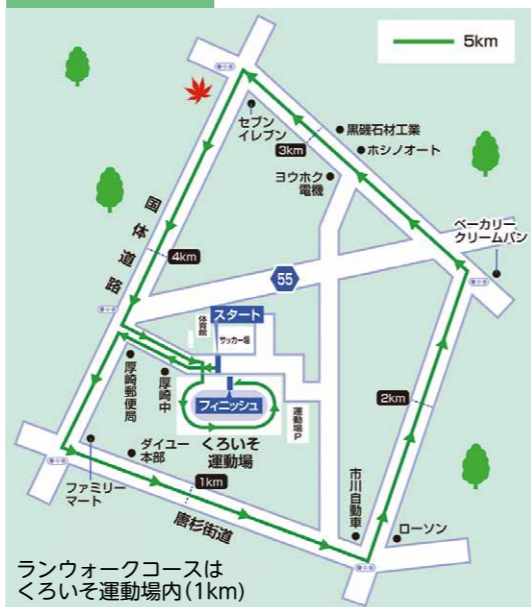 5km
セブン
イレブン
黒磯石材工業
3km
ホシノオート
ヨウホク
電機
ベーカリー
クリームパン
国体道路
4km
55
スタート
体育館
サッカー場
厚崎中
厚崎郵便局
フィニッシュ
2km
くろいそ
運動場
運動場P
ダイユー
本部
1km
ファミリー
マート
市川自動車
唐杉街道
ローソン
ランウォークコースは
くろいそ運動場内(1km)